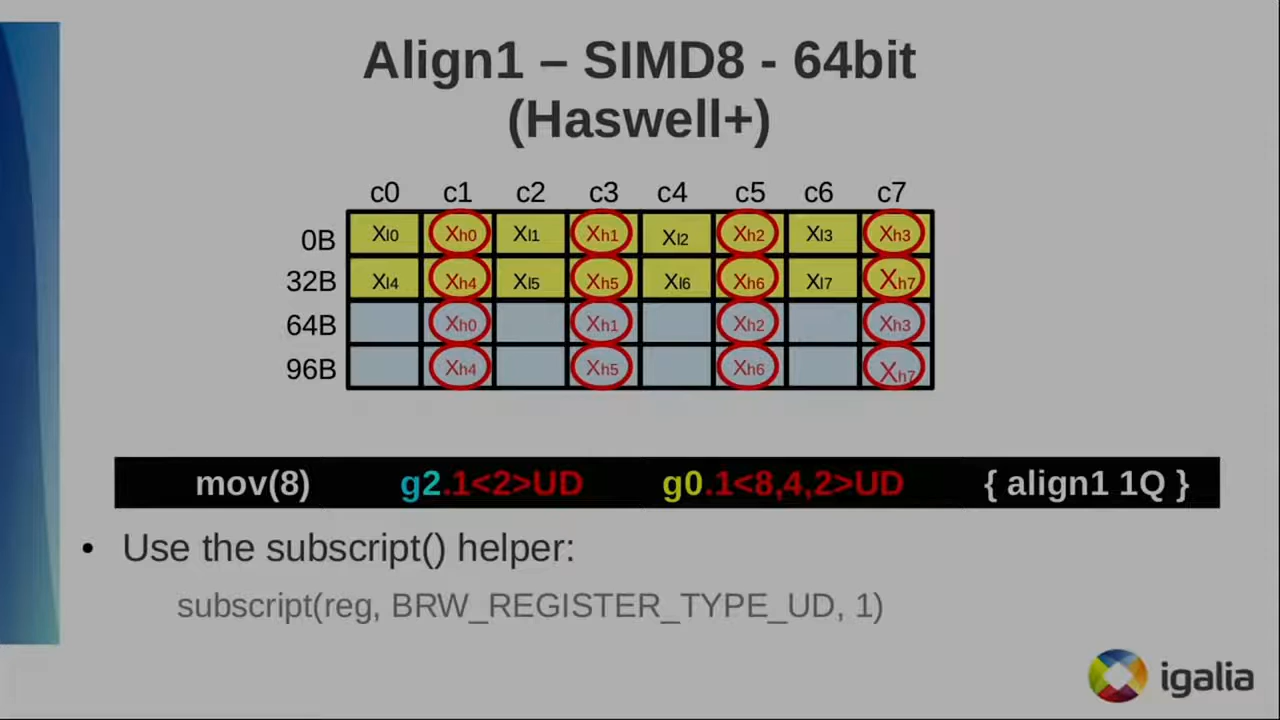 Align1 – SIMD8 - 64bit
(Haswell+)
c0 c1 c2 c3 c4 c5 c6 c7
0B Xl0 Xh0 Xl1 Xh1 Xl2 Xh2 Xl3 Xh3
32B Xl4 Xh4 Xl5 Xh5 Xl6 Xh6 Xl7 Xh7
64B Xh0 Xh1 Xh2 Xh3
96B Xh4 Xh5 Xh6 Xh7
mov(8) g2.1<2>UD g0.1<8,4,2>UD { align1 1Q }
• Use the subscript() helper:
subscript(reg, BRW_REGISTER_TYPE_UD, 1)
igalia